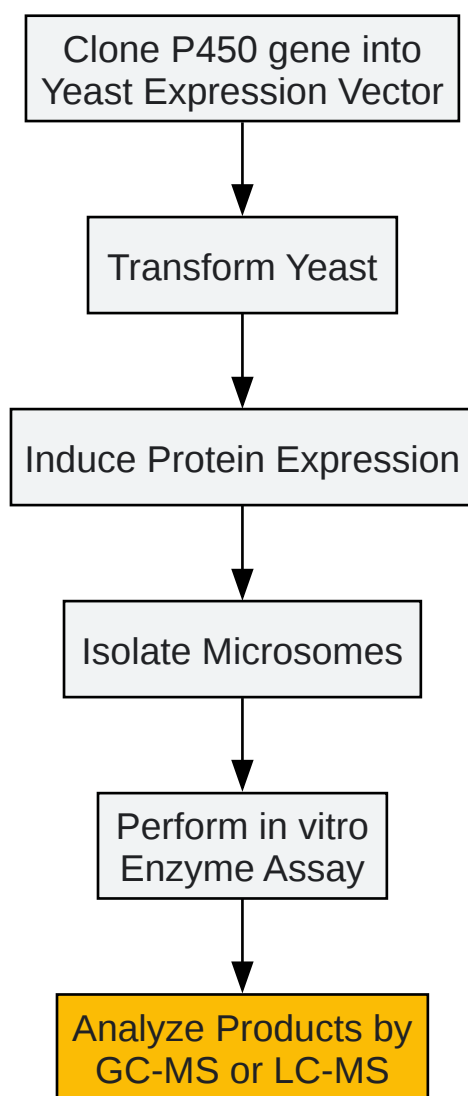 Clone P450 gene into
Yeast Expression Vector
Transform Yeast
Induce Protein Expression
Isolate Microsomes
Perform in vitro
Enzyme Assay
Analyze Products by
GC-MS or LC-MS